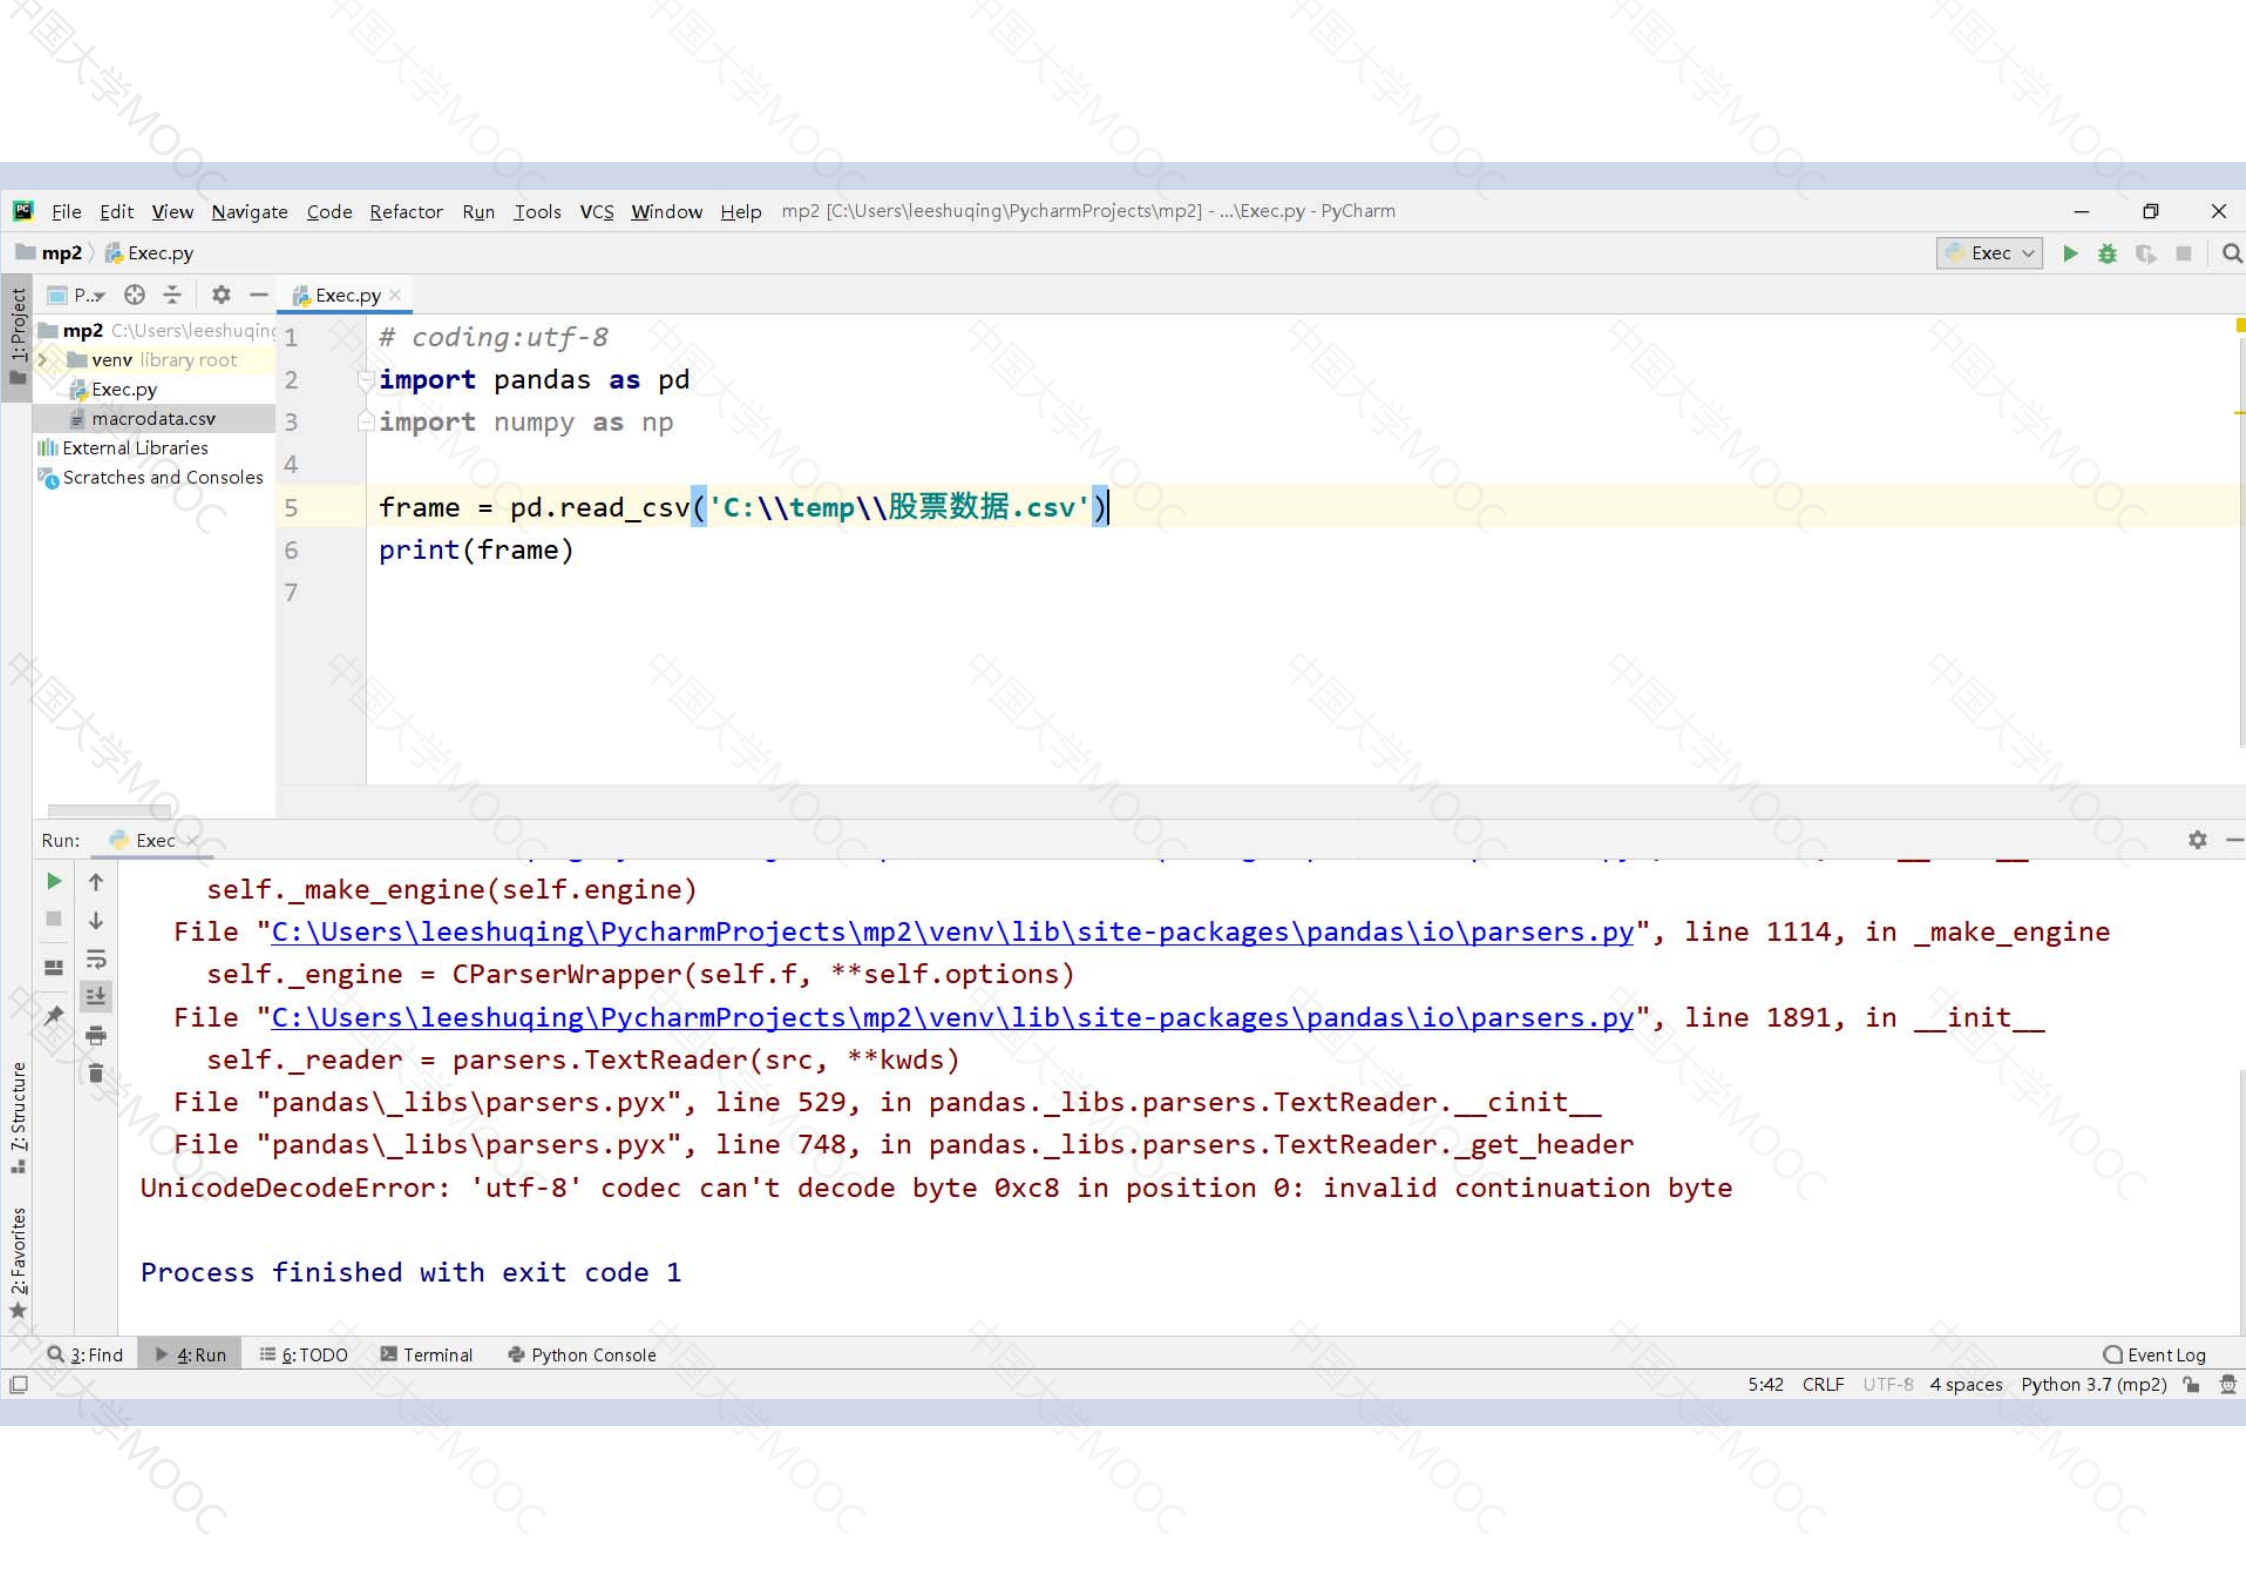 File Edit View Navigate Code Refactor Run Tools VCS Window Help mp2 [C:\Users\leeshuqing\PycharmProjects\mp2] - ...\Exec.py - PyCharm
mp2 Exec.py
Exec
P..
Exec.py
1: Project
mp2 C:\Users\leeshuqing
venv library root
Exec.py
macrodata.csv
External Libraries
Scratches and Consoles
1 # coding:utf-8
2 import pandas as pd
3 import numpy as np
4
5 frame = pd.read_csv('C:\\temp\\股票数据.csv')
6 print(frame)
7
Run: Exec
self._make_engine(self.engine)
File "C:\Users\leeshuqing\PycharmProjects\mp2\venv\lib\site-packages\pandas\io\parsers.py", line 1114, in _make_engine
self._engine = CParserWrapper(self.f, **self.options)
File "C:\Users\leeshuqing\PycharmProjects\mp2\venv\lib\site-packages\pandas\io\parsers.py", line 1891, in __init__
self._reader = parsers.TextReader(src, **kwds)
File "pandas\_libs\parsers.pyx", line 529, in pandas._libs.parsers.TextReader.__cinit__
File "pandas\_libs\parsers.pyx", line 748, in pandas._libs.parsers.TextReader._get_header
UnicodeDecodeError: 'utf-8' codec can't decode byte 0xc8 in position 0: invalid continuation byte
Process finished with exit code 1
Z: Structure
2: Favorites
3: Find 4: Run 6: TODO Terminal Python Console Event Log
5:42 CRLF UTF-8 4 spaces Python 3.7 (mp2)
中国大学MOOC